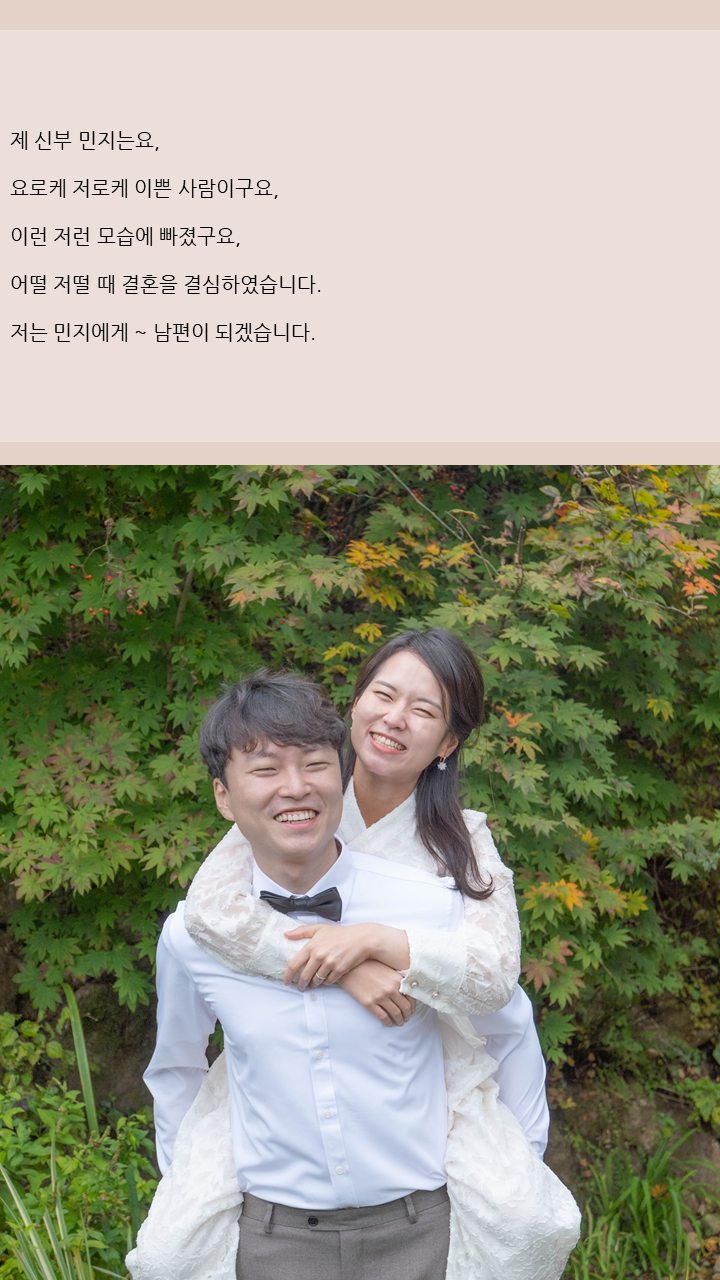 제 신부 민지는요,
요로케 저로케 이쁜 사람이구요,
이런 저런 모습에 빠졌구요,
어떨 저떨 때 결혼을 결심하였습니다.
저는 민지에게 ~ 남편이 되겠습니다.